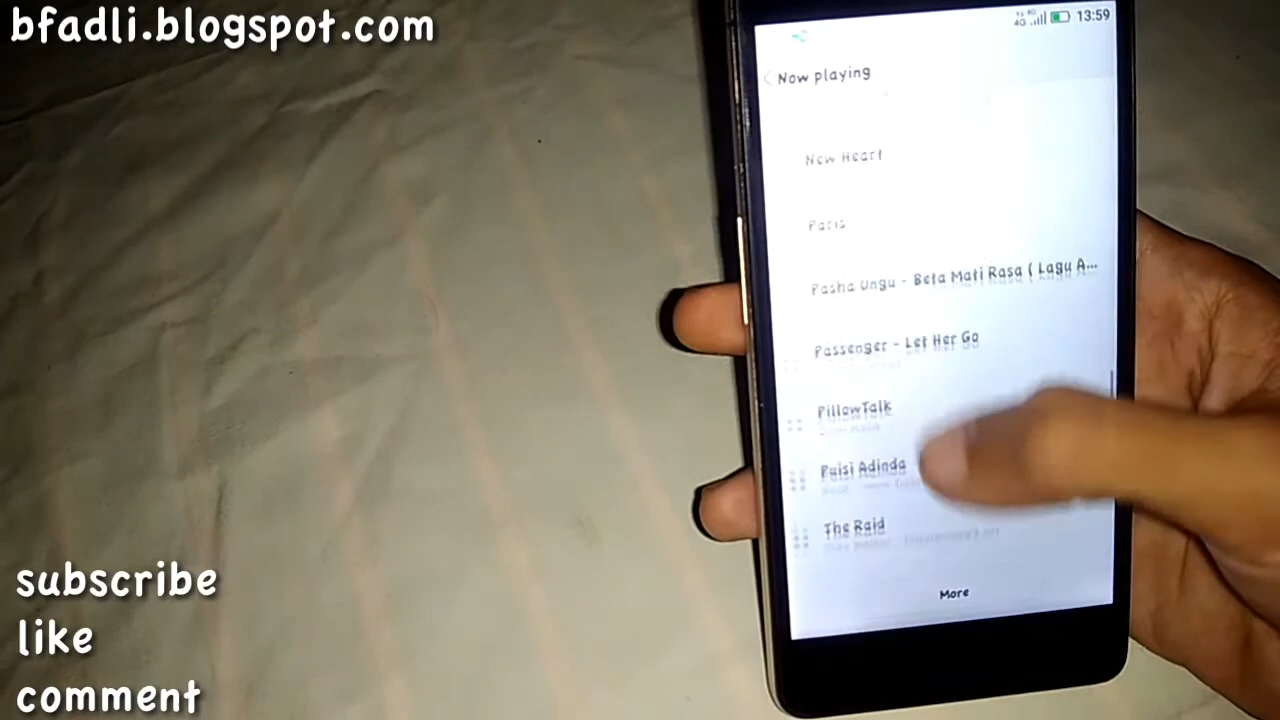 bfadli.blogspot.com
4G 13:59
Now playing
New Heart
Paris
Pasha Ungu - Beta Mati Rasa ( Lagu A...
Passenger - Let Her Go
PillowTalk
Puisi Adinda
The Raid
More
subscribe
like
comment